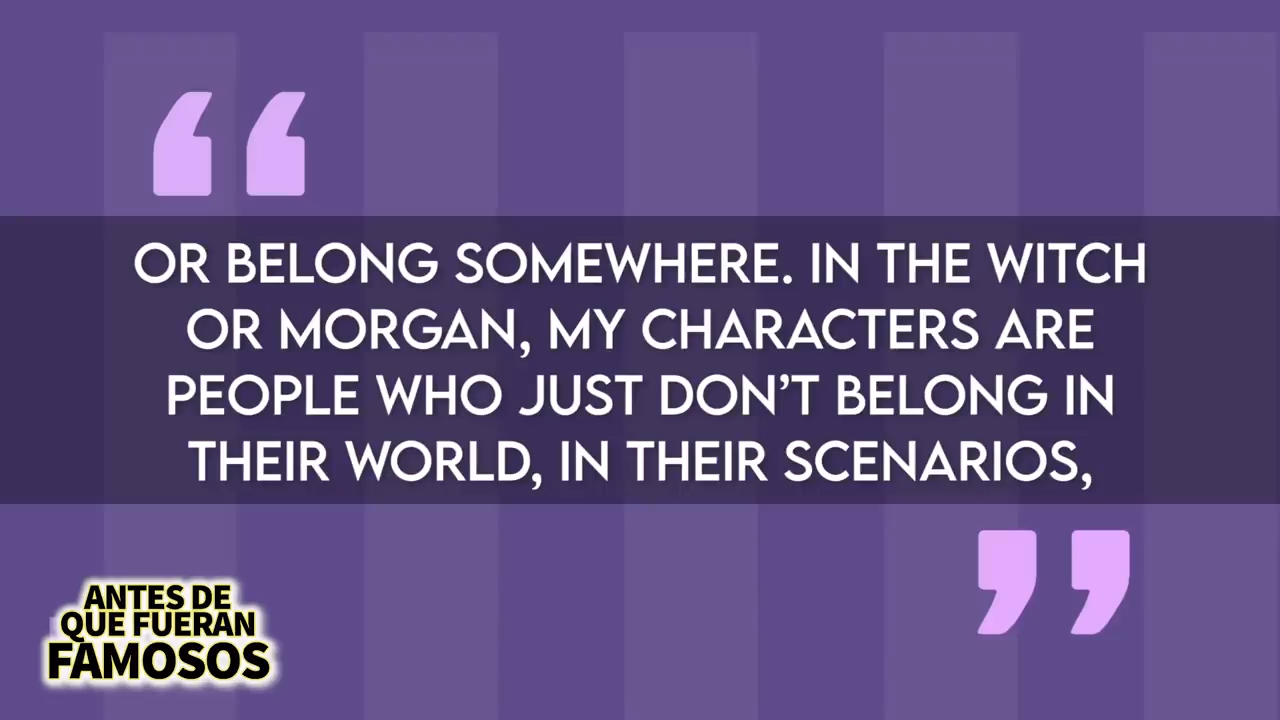 “
OR BELONG SOMEWHERE. IN THE WITCH
OR MORGAN, MY CHARACTERS ARE
PEOPLE WHO JUST DON’T BELONG IN
THEIR WORLD, IN THEIR SCENARIOS,
”
ANTES DE
QUE FUERAN
FAMOSOS